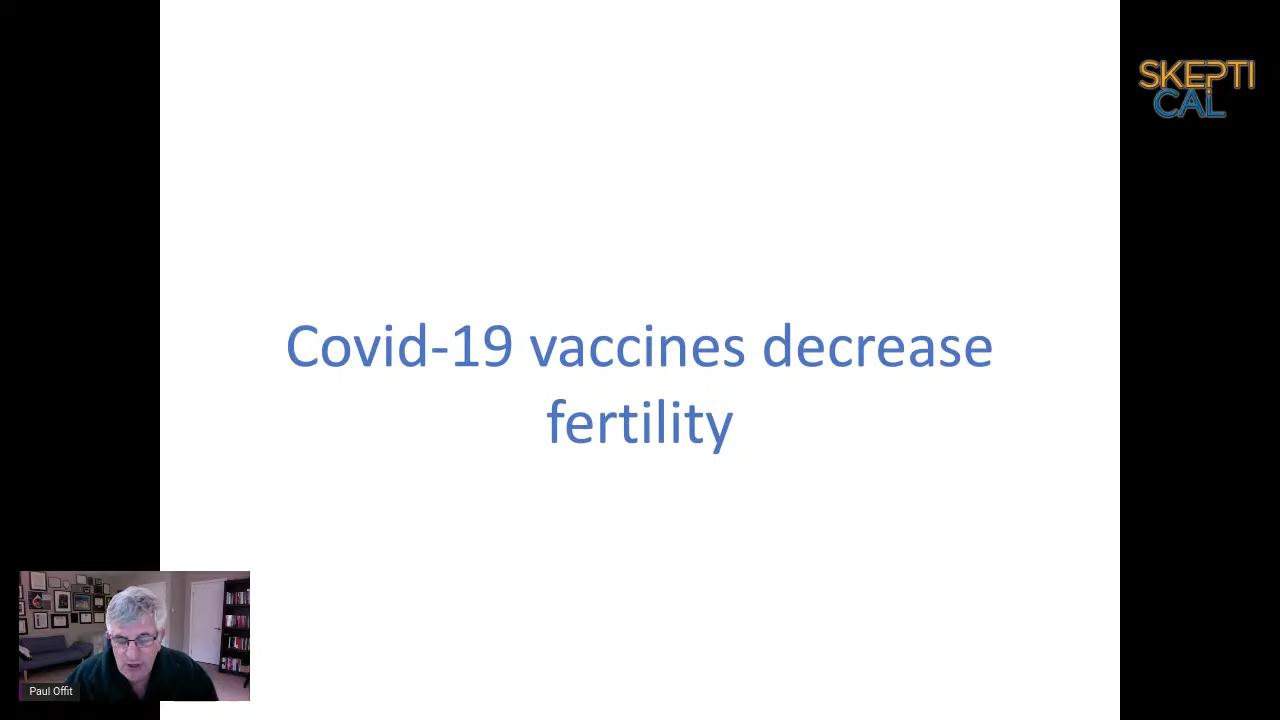 SKEPTI
CAL
Covid-19 vaccines decrease
fertility
Paul Offit